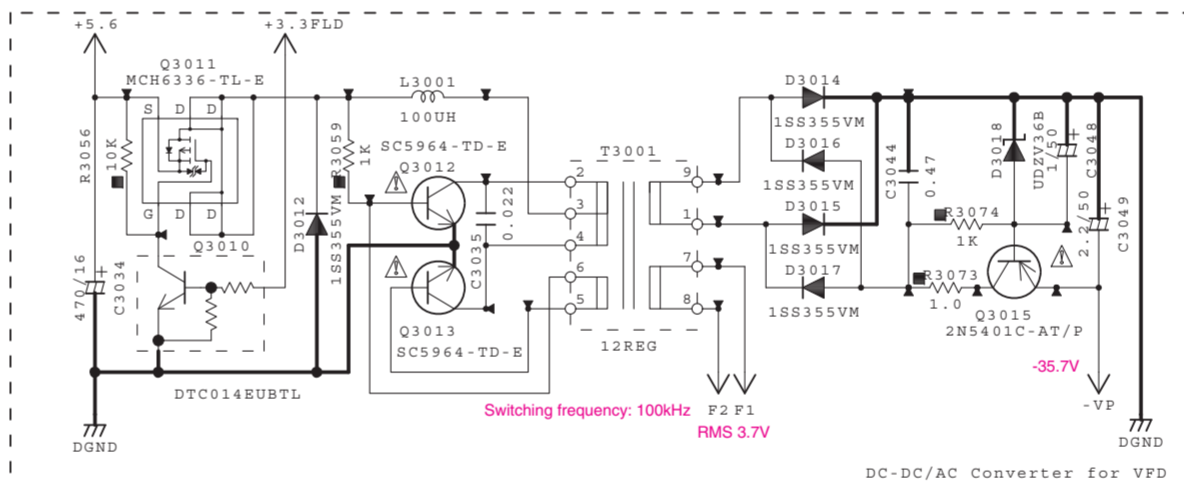 +5.6
+3.3FLD
Q3011
MCH6336-TL-E
S D D
G D D
R3056
10K
Q3010
470/16
C3034
+
DTC014EUBTL
DGND
D3012
1SS355VM
R3059
1K
L3001
100UH
SC5964-TD-E
Q3012
C3035
0.022
Q3013
SC5964-TD-E
T3001
2
3
4
6
5
9
1
7
8
12REG
Switching frequency: 100kHz
F2 F1
RMS 3.7V
D3014
1SS355VM
D3016
1SS355VM
D3015
1SS355VM
D3017
1SS355VM
C3044
0.47
R3074
1K
R3073
1.0
D3018
UDZV36B
1/50
+
C3048
2.2/50
+
C3049
Q3015
2N5401C-AT/P
-35.7V
-VP
DGND
DC-DC/AC Converter for VFD